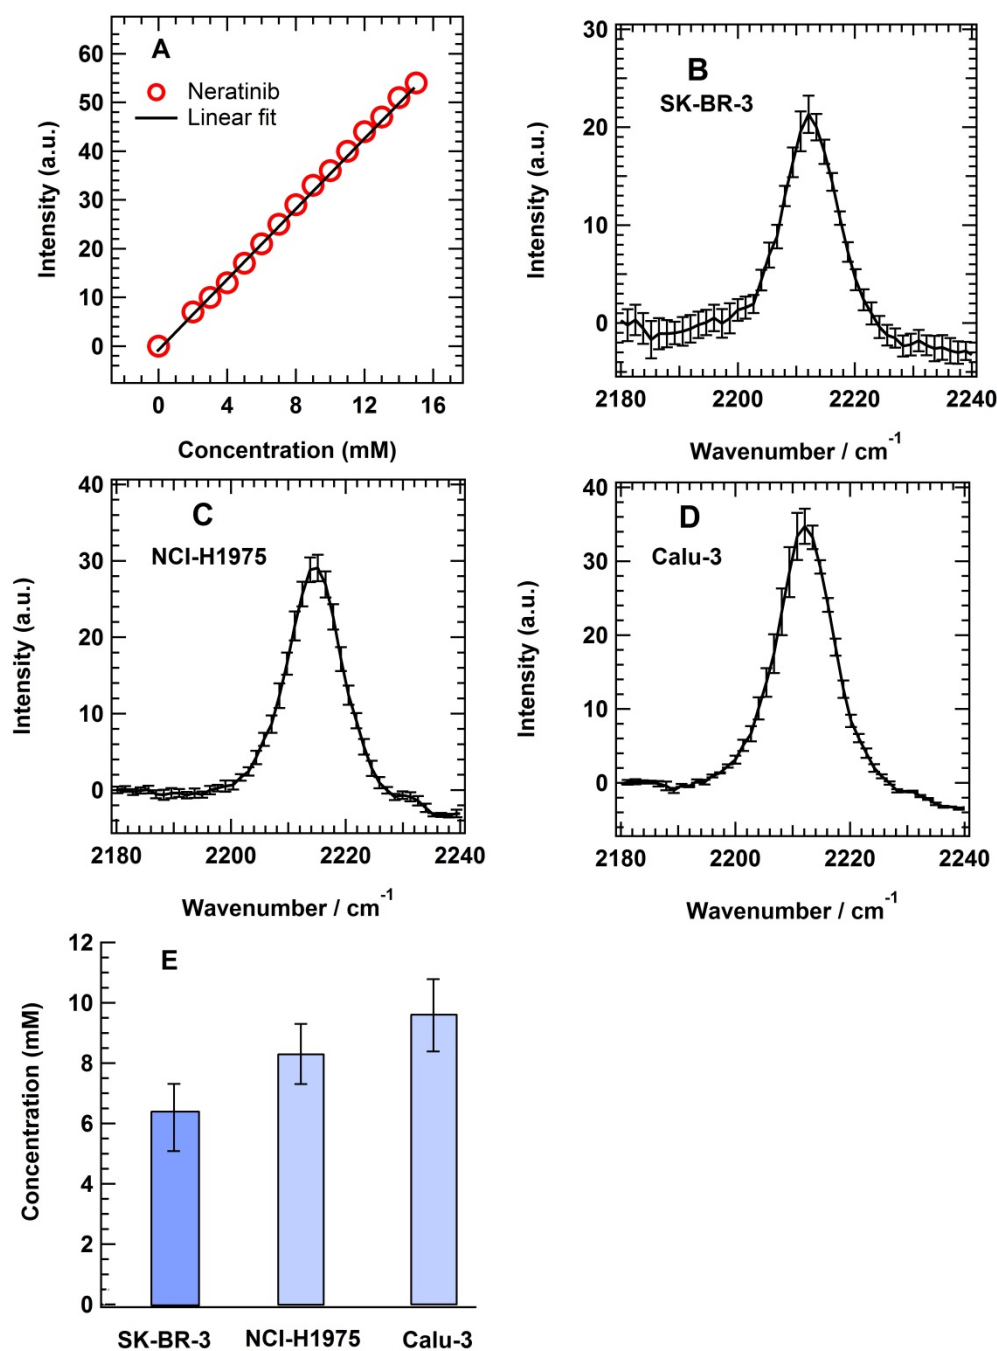 A
Neratinib
Linear fit
Intensity (a.u.)
60
50
40
30
20
10
0
0 4 8 12 16
Concentration (mM)
B
SK-BR-3
Intensity (a.u.)
30
20
10
0
2180 2200 2220 2240
Wavenumber / cm⁻¹
C
NCI-H1975
Intensity (a.u.)
40
30
20
10
0
2180 2200 2220 2240
Wavenumber / cm⁻¹
D
Calu-3
Intensity (a.u.)
40
30
20
10
0
2180 2200 2220 2240
Wavenumber / cm⁻¹
E
Concentration (mM)
12
10
8
6
4
2
0
SK-BR-3 NCI-H1975 Calu-3